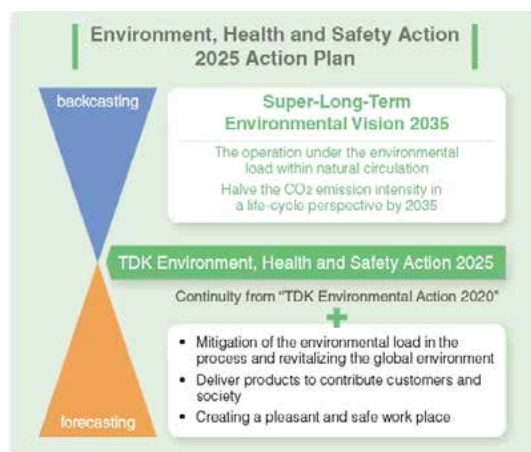 Environment, Health and Safety Action
2025 Action Plan
backcasting
Super-Long-Term
Environmental Vision 2035
The operation under the environmental
load within natural circulation
Halve the CO2 emission intensity in
a life-cycle perspective by 2035
TDK Environment, Health and Safety Action 2025
Continuity from “TDK Environmental Action 2020”
+
• Mitigation of the environmental load in the
process and revitalizing the global environment
• Deliver products to contribute customers and
society
• Creating a pleasant and safe work place
forecasting